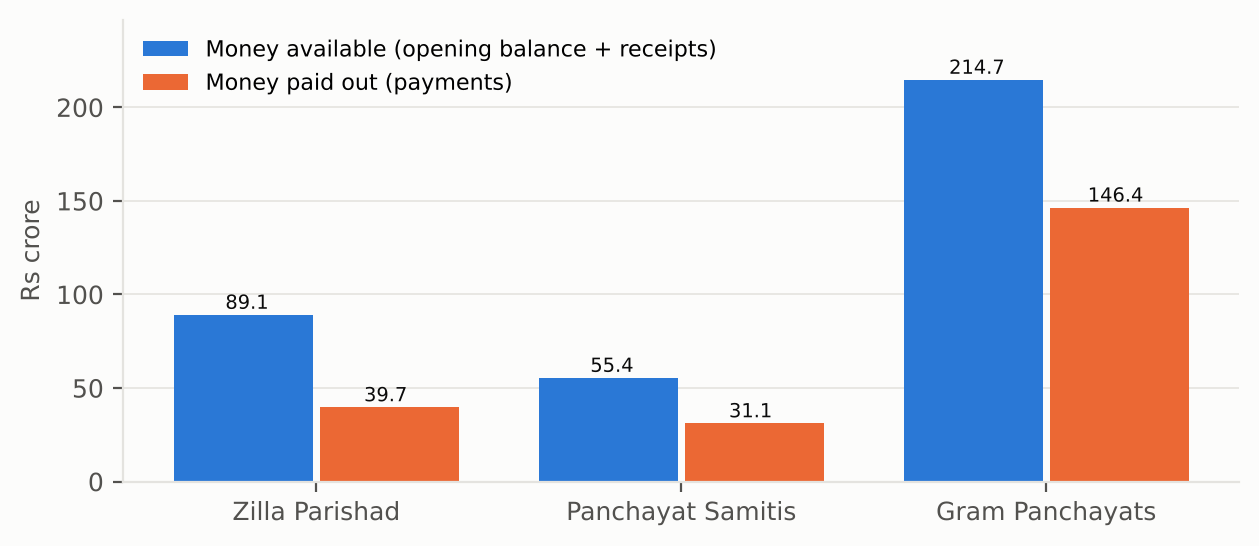 Money available (opening balance + receipts)
Money paid out (payments)
Rs crore
200
150
100
50
0
89.1
39.7
55.4
31.1
214.7
146.4
Zilla Parishad
Panchayat Samitis
Gram Panchayats